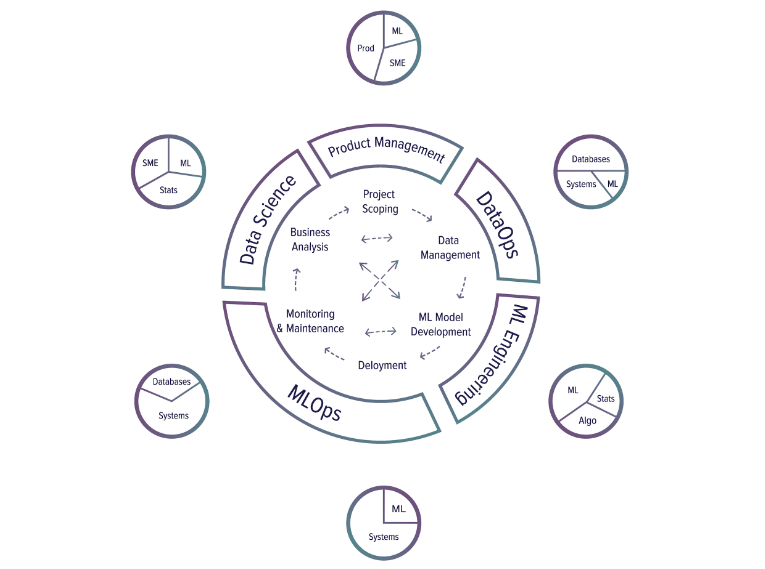 Prod
ML
SME
SME
ML
Stats
Databases
Systems
ML
Product Management
Data Science
DataOps
Project
Scoping
Business
Analysis
Data
Management
Monitoring
& Maintenance
ML Model
Development
Deloyment
ML Engineering
MLOps
Databases
Systems
ML
Stats
Algo
ML
Systems